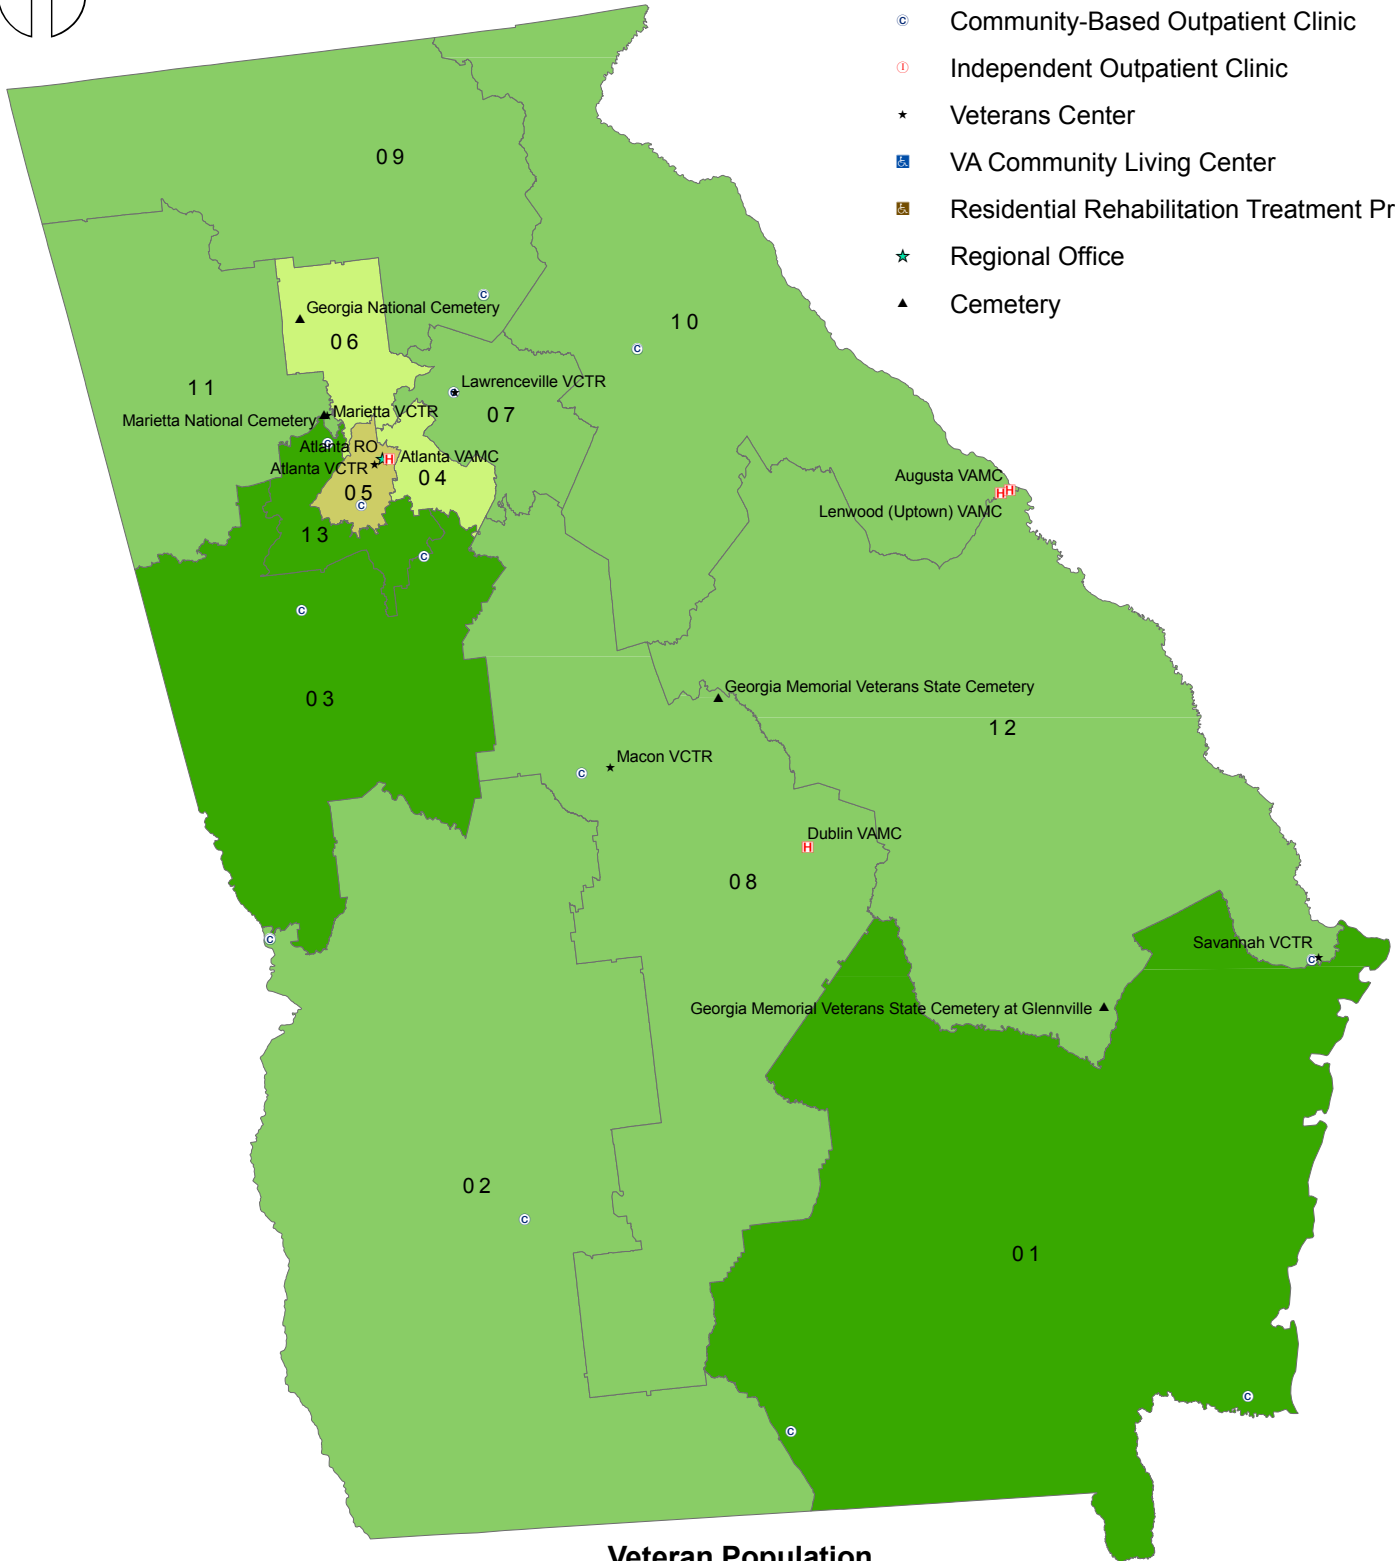 Community-Based Outpatient Clinic
Independent Outpatient Clinic
Veterans Center
VA Community Living Center
Residential Rehabilitation Treatment Pr
Regional Office
Cemetery
09
10
Georgia National Cemetery
06
11
Lawrenceville VCTR
07
Marietta National Cemetery
Marietta VCTR
Atlanta RO
Atlanta VAMC
Atlanta VCTR
04
05
13
Augusta VAMC
Lenwood (Uptown) VAMC
03
Georgia Memorial Veterans State Cemetery
12
Macon VCTR
Dublin VAMC
08
Savannah VCTR
Georgia Memorial Veterans State Cemetery at Glennville
02
01
Veteran Population